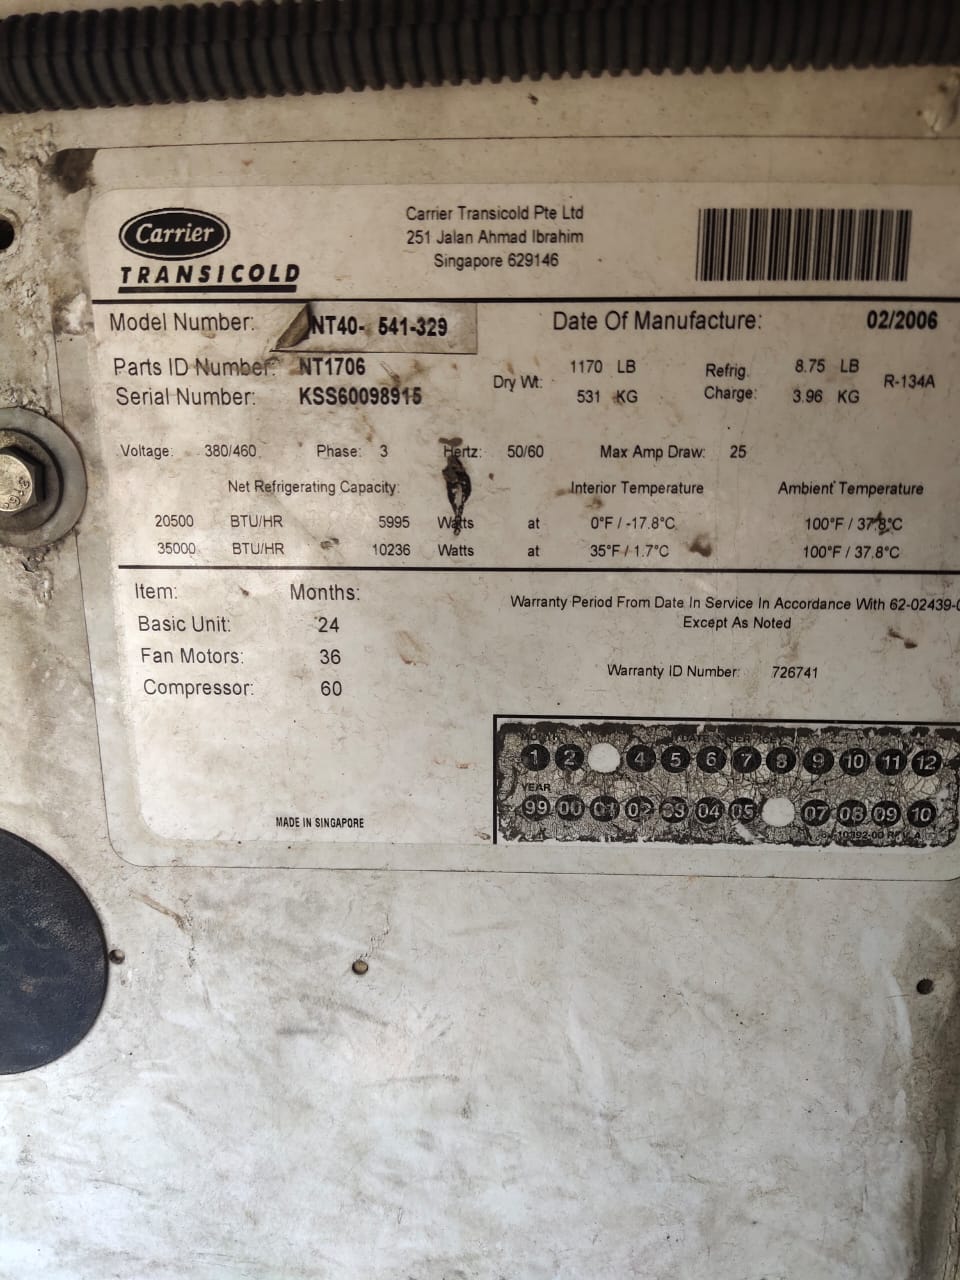 Carrier
TRANSICOLD
Carrier Transicold Pte Ltd
251 Jalan Ahmad Ibrahim
Singapore 629146
Model Number: NT40- 541-329 Date Of Manufacture: 02/2006
Parts ID Number: NT1706
Serial Number: KSS60098915
Dry Wt: 1170 LB
531 KG
Refrig. Charge: 8.75 LB
3.96 KG
R-134A
Voltage: 380/460 Phase: 3 Hertz: 50/60 Max Amp Draw: 25
Net Refrigerating Capacity: Interior Temperature Ambient Temperature
20500 BTU/HR 5995 Watts at 0°F / -17.8°C 100°F / 37.8°C
35000 BTU/HR 10236 Watts at 35°F / 1.7°C 100°F / 37.8°C
Item: Months:
Basic Unit: 24
Fan Motors: 36
Compressor: 60
Warranty Period From Date In Service In Accordance With 62-02439-0
Except As Noted
Warranty ID Number: 726741
1 2 4 5 6 7 8 9 10 11 12
YEAR
99 00 01 02 03 04 05 07 08 09 10
MADE IN SINGAPORE